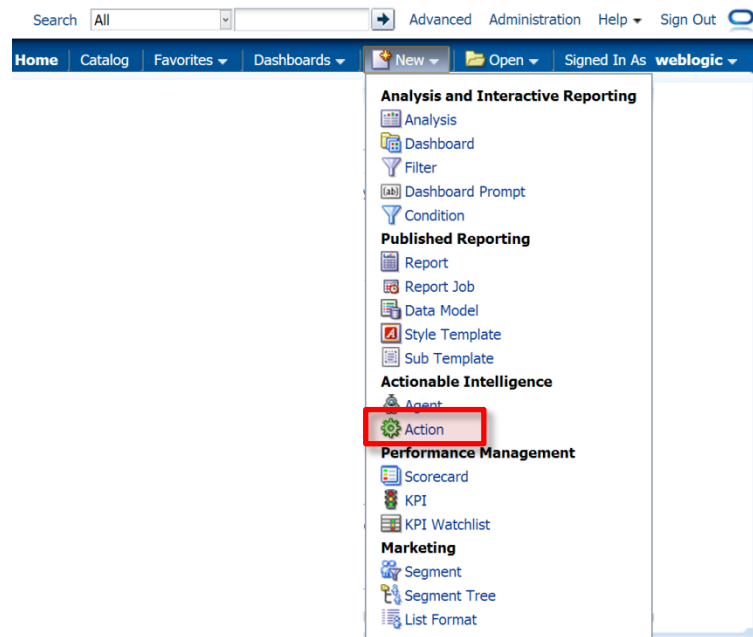 Search All Advanced Administration Help Sign Out
Home Catalog Favorites Dashboards New Open Signed In As weblogic
Analysis and Interactive Reporting
Analysis
Dashboard
Filter
(ab) Dashboard Prompt
Condition
Published Reporting
Report
Report Job
Data Model
Style Template
Sub Template
Actionable Intelligence
Agent
Action
Performance Management
Scorecard
KPI
KPI Watchlist
Marketing
Segment
Segment Tree
List Format